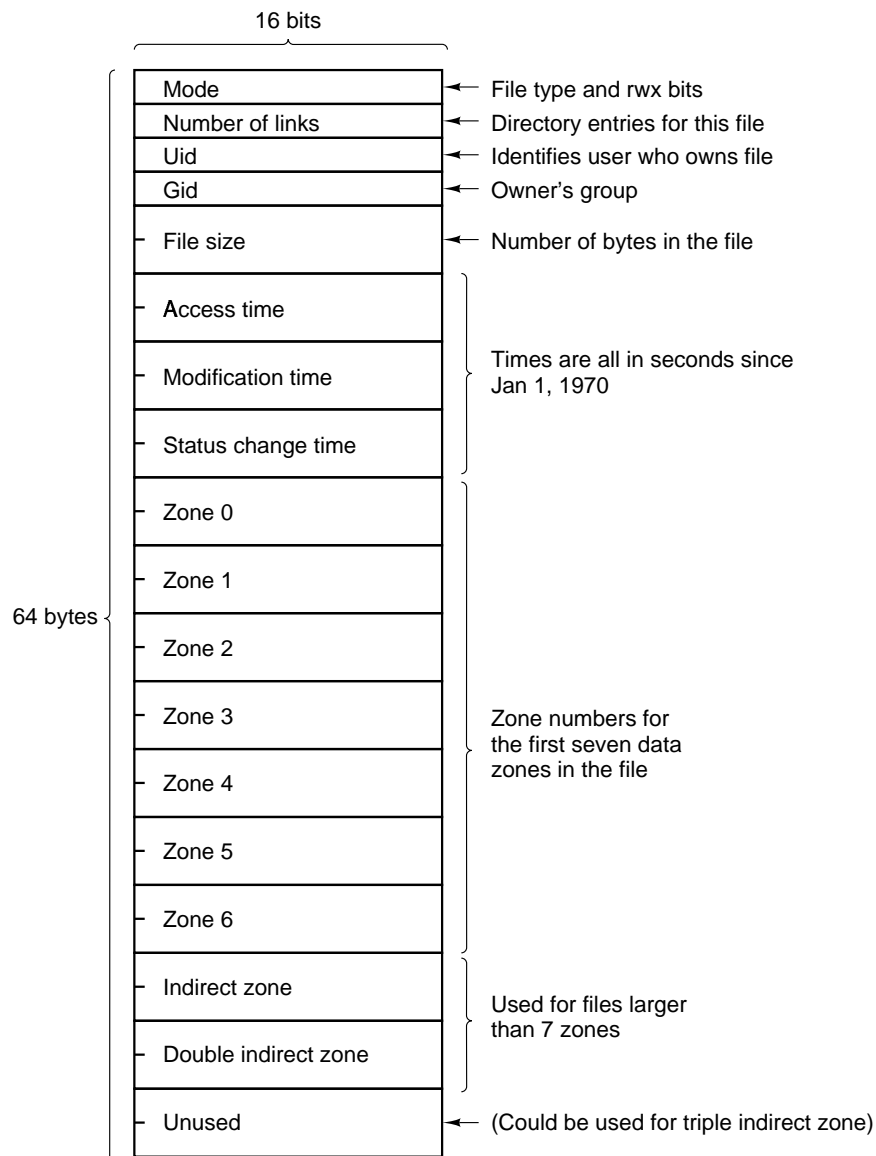 16 bits
Mode
File type and rwx bits
Number of links
Directory entries for this file
Uid
Identifies user who owns file
Gid
Owner's group
File size
Number of bytes in the file
Access time
Modification time
Status change time
Times are all in seconds since
Jan 1, 1970
64 bytes
Zone 0
Zone 1
Zone 2
Zone 3
Zone 4
Zone 5
Zone 6
Zone numbers for
the first seven data
zones in the file
Indirect zone
Double indirect zone
Used for files larger
than 7 zones
Unused
(Could be used for triple indirect zone)